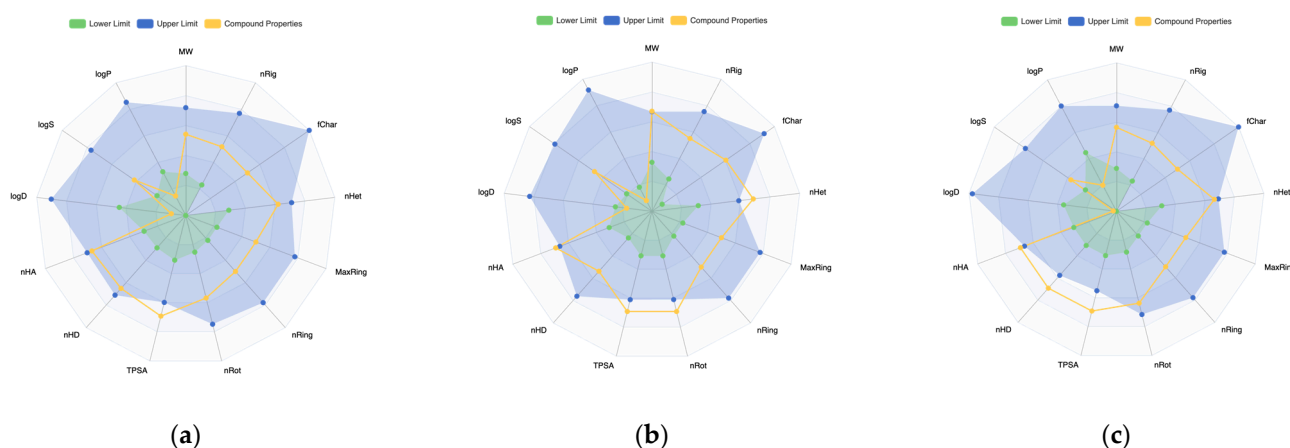 Lower Limit Upper Limit Compound Properties
MW
nRig
fChar
nHet
MaxRing
nRing
nRot
TPSA
nHD
nHA
logD
logS
logP
(a)
Lower Limit Upper Limit Compound Properties
MW
nRig
fChar
nHet
MaxRing
nRing
nRot
TPSA
nHD
nHA
logD
logS
logP
(b)
Lower Limit Upper Limit Compound Properties
MW
nRig
fChar
nHet
MaxRing
nRing
nRot
TPSA
nHD
nHA
logD
logS
logP
(c)